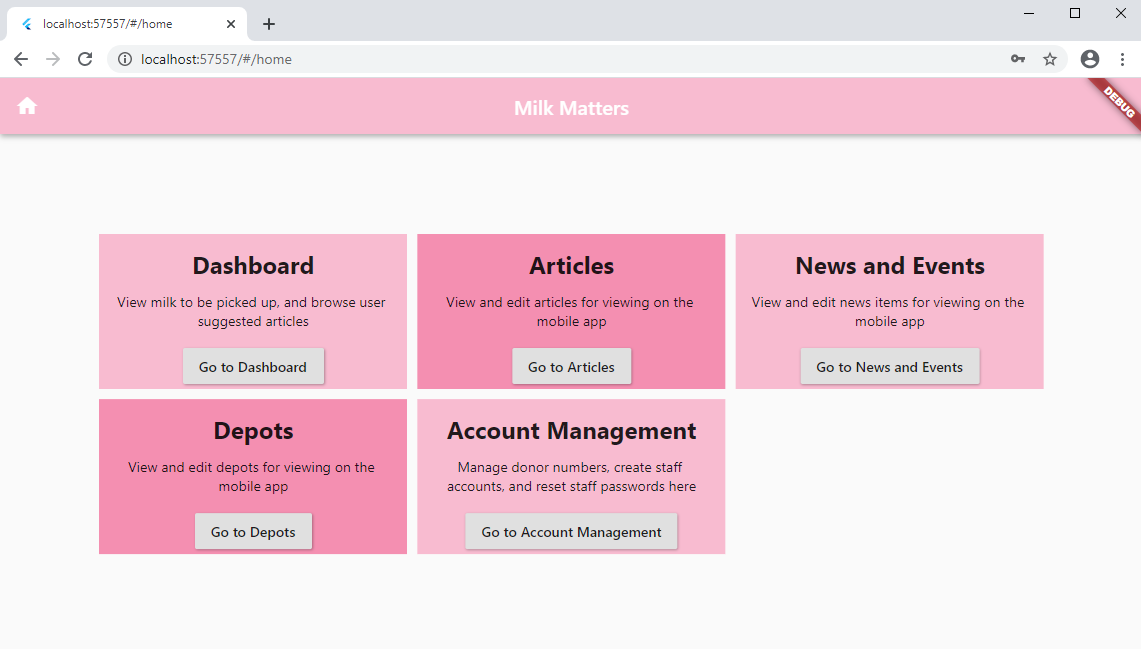 localhost:57557/#/home
localhost:57557/#/home
Milk Matters
DEBUG
Dashboard
View milk to be picked up, and browse user
suggested articles
Go to Dashboard
Articles
View and edit articles for viewing on the
mobile app
Go to Articles
News and Events
View and edit news items for viewing on the
mobile app
Go to News and Events
Depots
View and edit depots for viewing on the
mobile app
Go to Depots
Account Management
Manage donor numbers, create staff
accounts, and reset staff passwords here
Go to Account Management